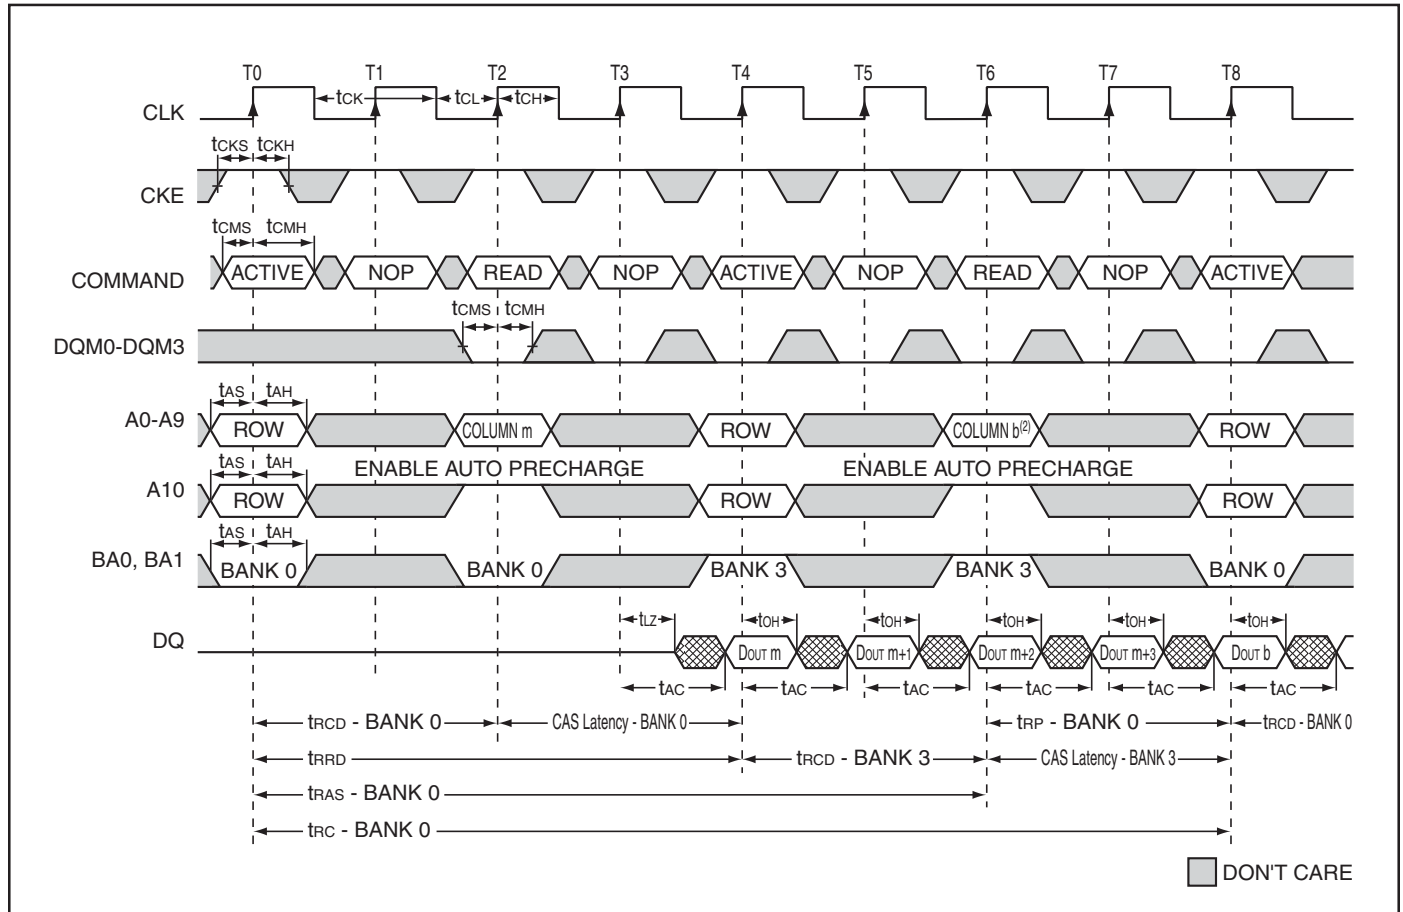 T0 T1 T2 T3 T4 T5 T6 T7 T8
tCK tCL tCH
CLK
tCKS tCKH
CKE
tCMS tCMH
COMMAND ACTIVE NOP READ NOP ACTIVE NOP READ NOP ACTIVE
tCMS tCMH
DQM0-DQM3
tAS tAH
A0-A9 ROW COLUMN m ROW COLUMN b(2) ROW
tAS tAH ENABLE AUTO PRECHARGE ENABLE AUTO PRECHARGE
A10 ROW ROW ROW
tAS tAH
BA0, BA1 BANK 0 BANK 0 BANK 3 BANK 3 BANK 0
tLZ tOH tOH tOH tOH tOH
DQ DOUT m DOUT m+1 DOUT m+2 DOUT m+3 DOUT b
tAC tAC tAC tAC tAC tAC
tRCD - BANK 0 CAS Latency - BANK 0 tRP - BANK 0 tRCD - BANK 0
tRRD tRCD - BANK 3 CAS Latency - BANK 3
tRAS - BANK 0
tRC - BANK 0
DON'T CARE